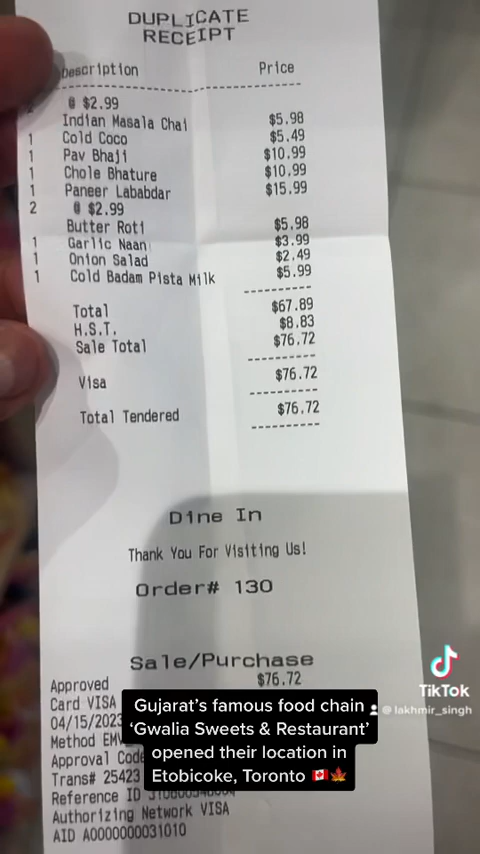 DUPLICATE
RECEIPT
Description Price
2 @ $2.99
Indian Masala Chai $5.98
1 Cold Coco $5.49
1 Pav Bhaji $10.99
1 Chole Bhature $10.99
1 Paneer Lababdar $15.99
2 @ $2.99
Butter Roti $5.98
1 Garlic Naan $3.99
1 Onion Salad $2.49
1 Cold Badam Pista Milk $5.99
Total $67.89
H.S.T. $8.83
Sale Total $76.72
Visa $76.72
Total Tendered $76.72
Dine In
Thank You For Visiting Us!
Order# 130
Sale/Purchase
Approved $76.72
Card VISA
04/15/2023
Method EMV
Approval Code
Trans# 25423
Reference ID
Authorizing Network VISA
AID A0000000031010
Gujarat's famous food chain
'Gwalia Sweets & Restaurant'
opened their location in
Etobicoke, Toronto 🇨🇦🍁
TikTok
@ lakhmir_singh